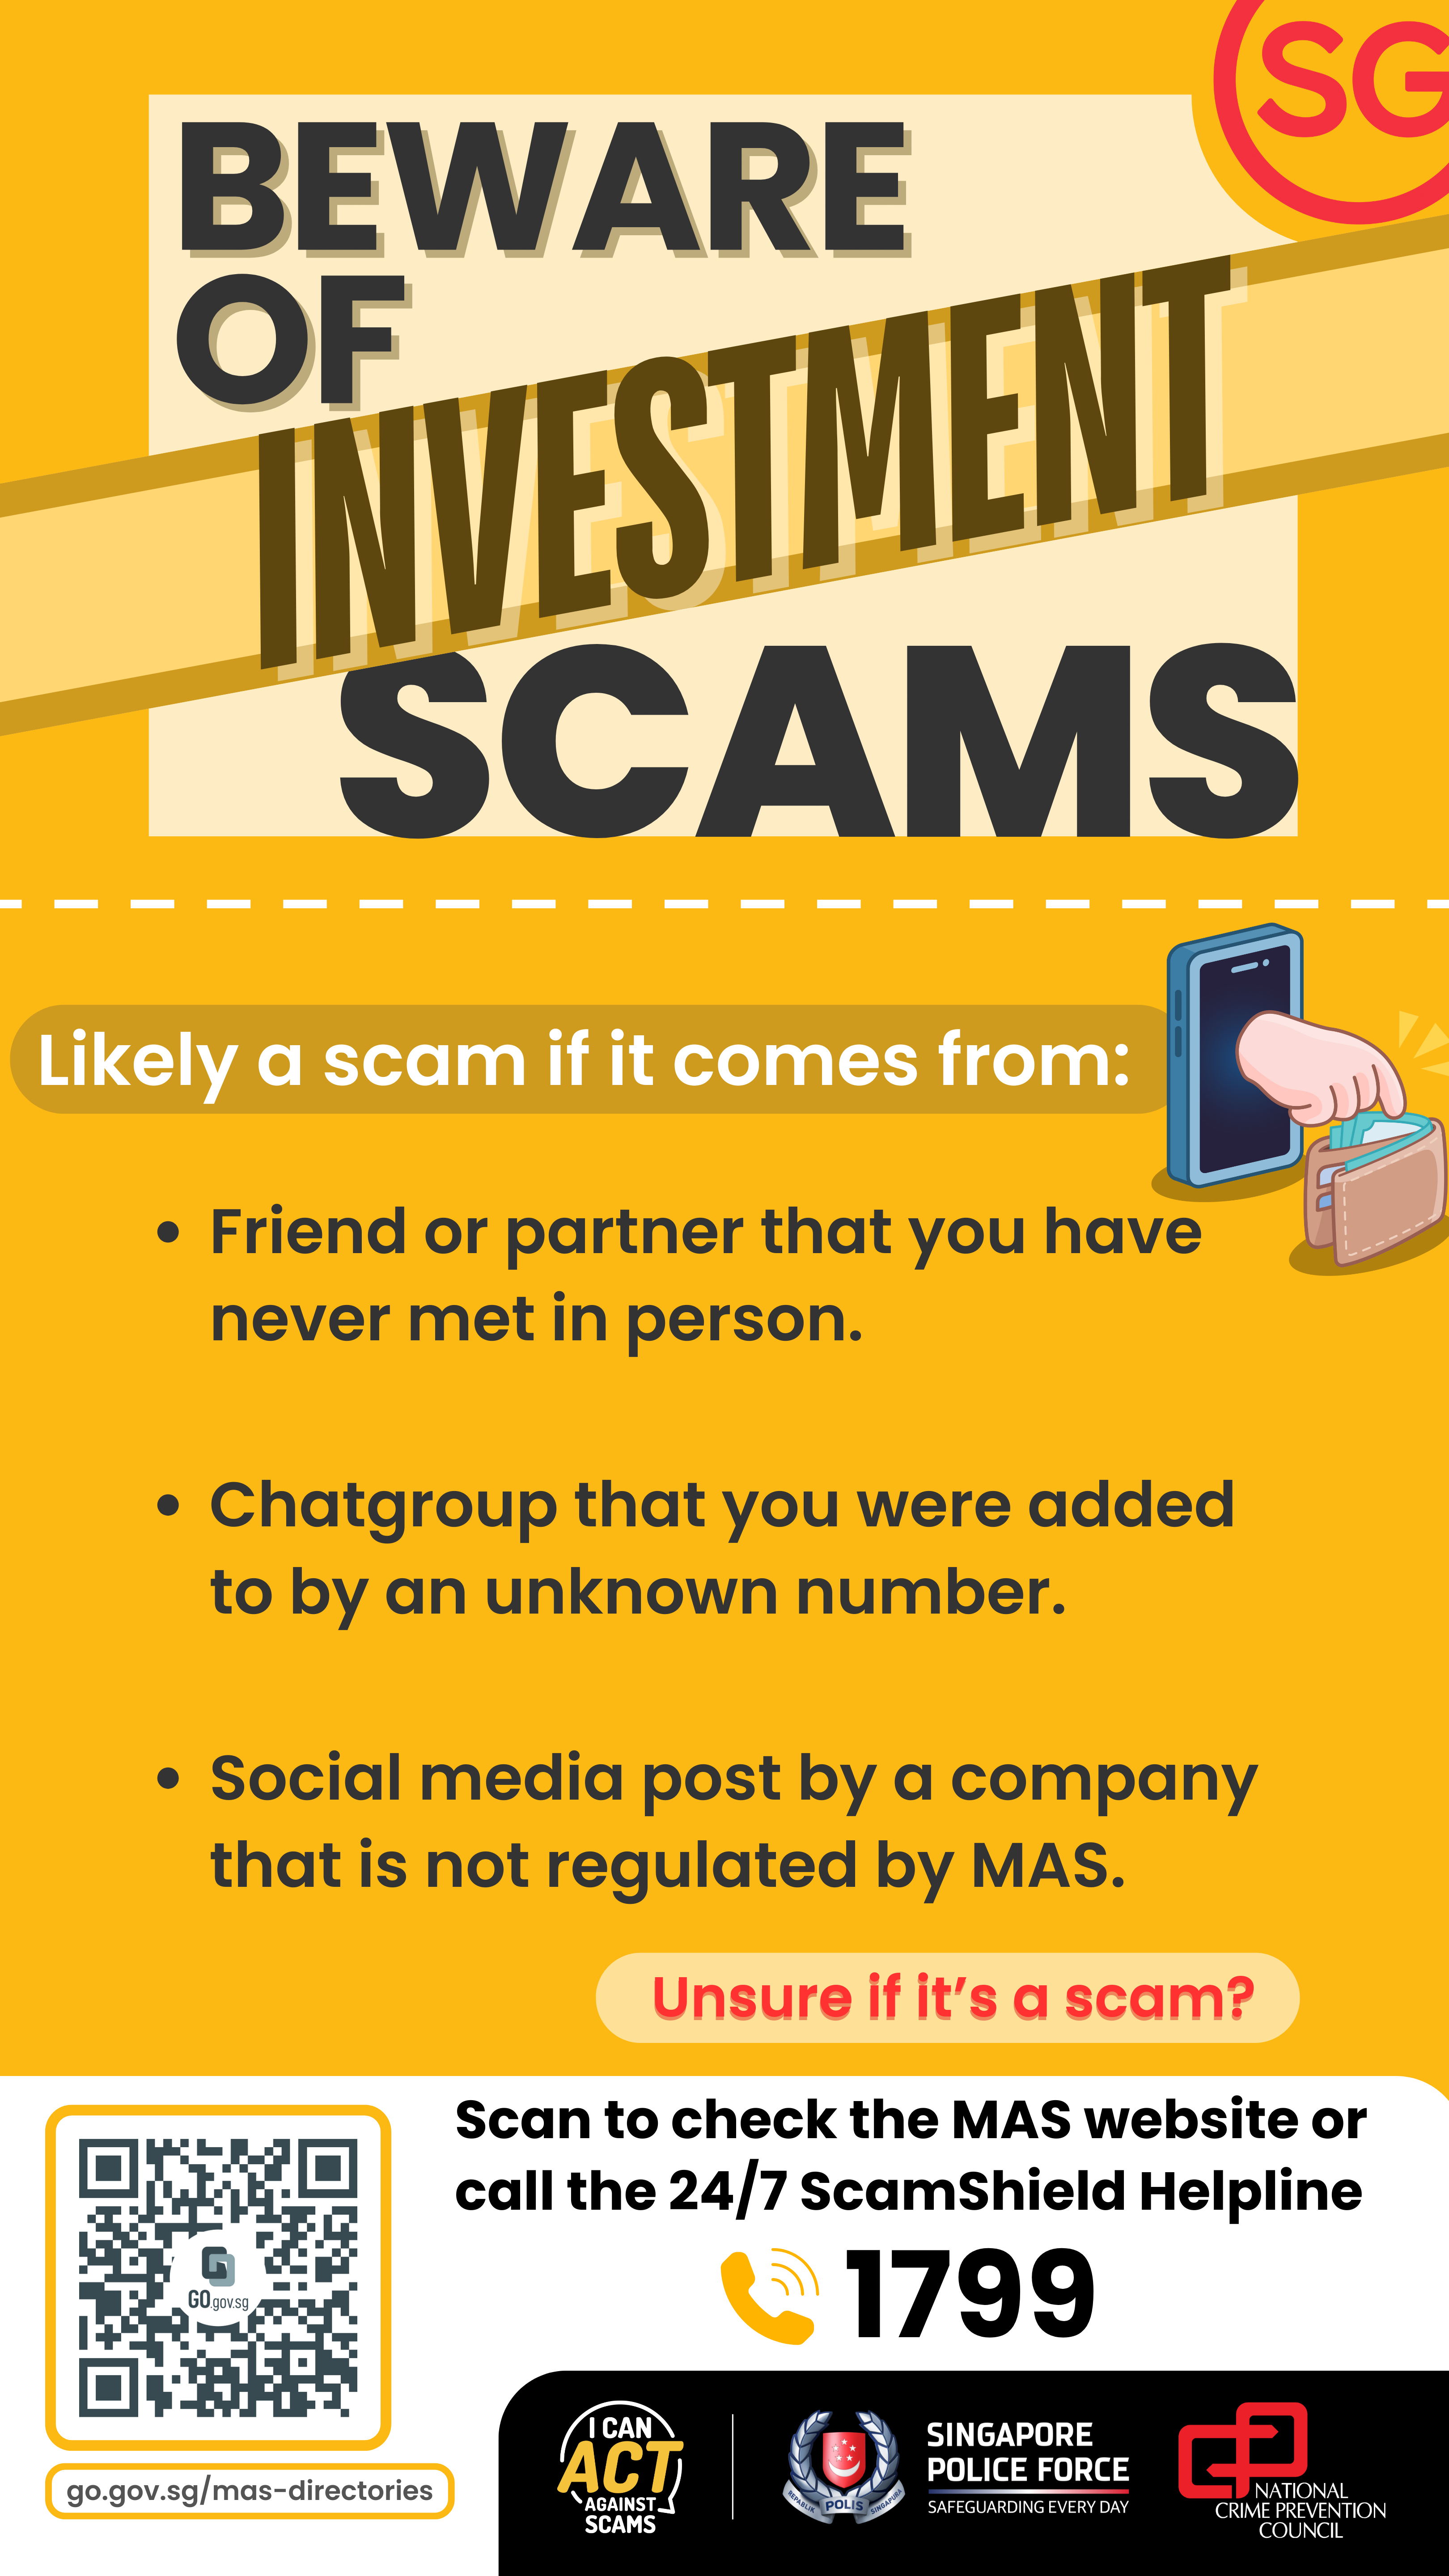 SG
BEWARE
OF
INVESTMENT
SCAMS
Likely a scam if it comes from:
• Friend or partner that you have
never met in person.
• Chatgroup that you were added
to by an unknown number.
• Social media post by a company
that is not regulated by MAS.
Unsure if it's a scam?
Scan to check the MAS website or
call the 24/7 ScamShield Helpline
1799
GO.gov.sg
go.gov.sg/mas-directories
I CAN
ACT
AGAINST
SCAMS
REPUBLIK POLIS SINGAPURA
SINGAPORE
POLICE FORCE
SAFEGUARDING EVERY DAY
NATIONAL
CRIME PREVENTION
COUNCIL